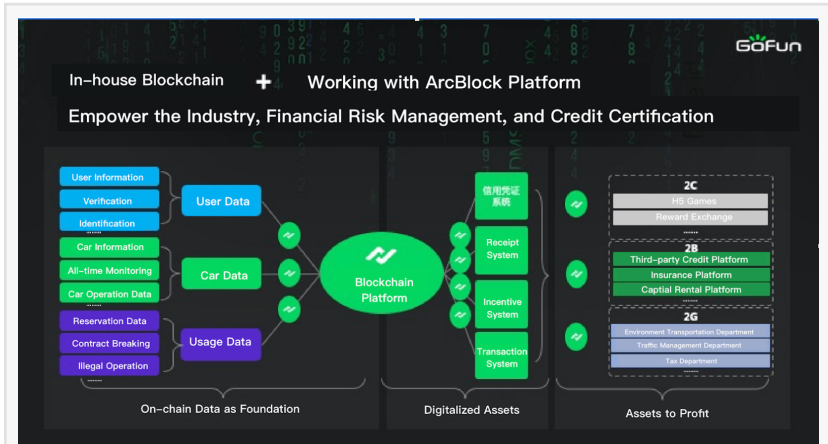 GoFun
In-house Blockchain + Working with ArcBlock Platform
Empower the Industry, Financial Risk Management, and Credit Certification
User Information
Verification
Identification
......
User Data
Car Information
All-time Monitoring
Car Operation Data
......
Car Data
Reservation Data
Contract Breaking
Illegal Operation
......
Usage Data
Blockchain
Platform
信用凭证
系统
Receipt
System
Incentive
System
Transaction
System
2C
H5 Games
Reward Exchange
......
2B
Third-party Credit Platform
Insurance Platform
Captial Rental Platform
......
2G
Environment Transportation Department
Traffic Management Department
Tax Department
......
On-chain Data as Foundation
Digitalized Assets
Assets to Profit